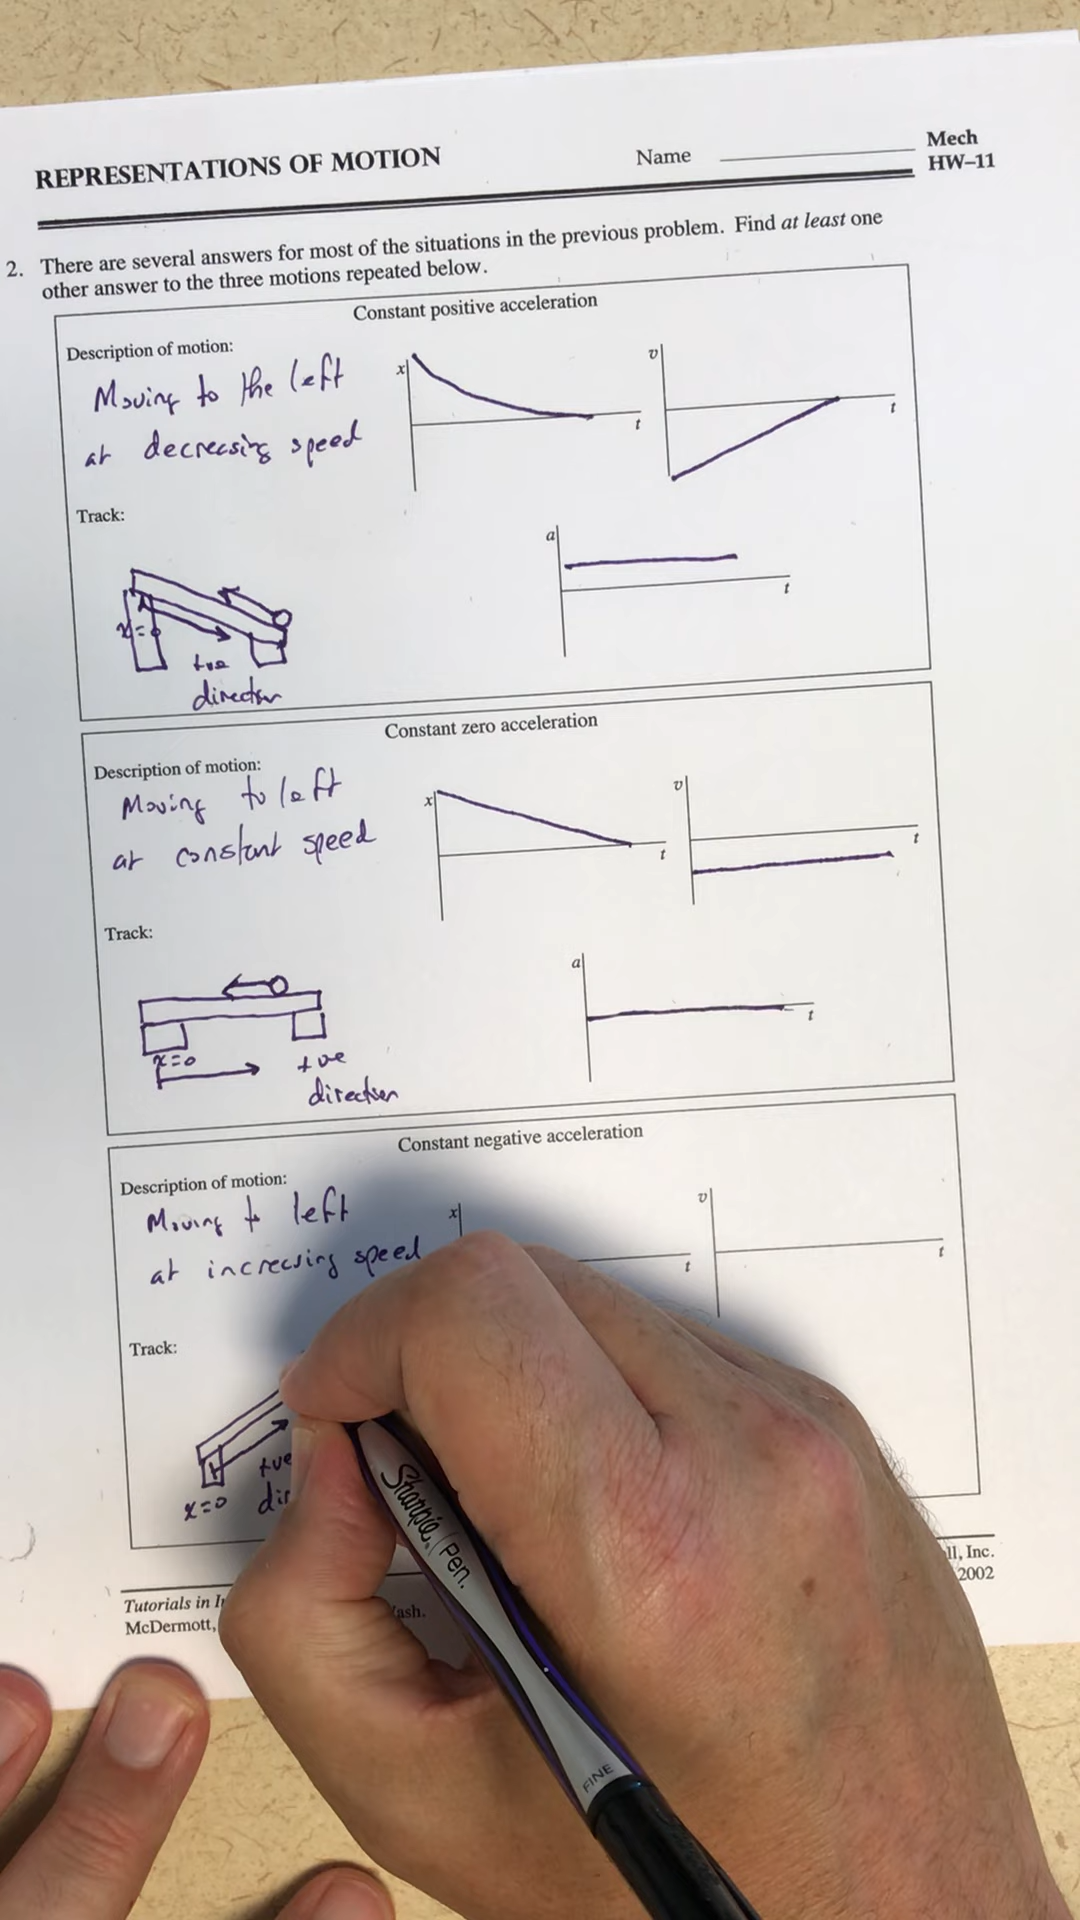 REPRESENTATIONS OF MOTION
Name
Mech
HW–11
2. There are several answers for most of the situations in the previous problem. Find at least one
other answer to the three motions repeated below.
Constant positive acceleration
Description of motion:
Moving to the left
at decreasing speed
x
t
v
t
Track:
a
t
x=0
+ve
direction
Constant zero acceleration
Description of motion:
Moving to left
at constant speed
x
t
v
t
Track:
a
t
x=0
+ve
direction
Constant negative acceleration
Description of motion:
Moving to left
at increasing speed
x
t
v
t
Track:
+ve
x=0 dir
Tutorials in
McDermott,
Wash.
ll, Inc.
2002
Sharpie. Pen.
FINE